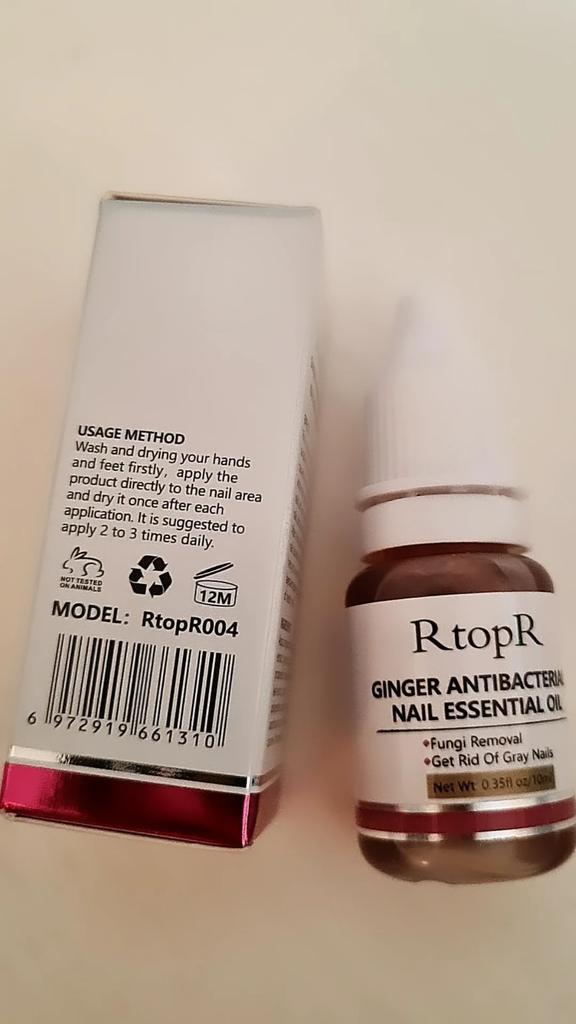 USAGE METHOD
Wash and drying your hands
and feet firstly, apply the
product directly to the nail area
and dry it once after each
application. It is suggested to
apply 2 to 3 times daily.
NOT TESTED
ON ANIMALS
12M
MODEL: RtopR004
6 972919 661310
RtopR
GINGER ANTIBACTERIA
NAIL ESSENTIAL OIL
•Fungi Removal
•Get Rid Of Gray Nails
Net Wt 0.35fl oz/10ml